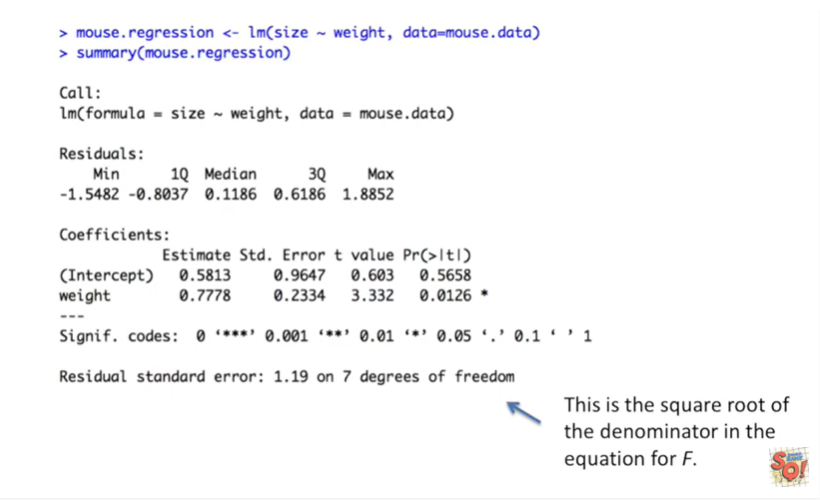 > mouse.regression <- lm(size ~ weight, data=mouse.data)
> summary(mouse.regression)
Call:
lm(formula = size ~ weight, data = mouse.data)
Residuals:
Min 1Q Median 3Q Max
-1.5482 -0.8037 0.1186 0.6186 1.8852
Coefficients:
Estimate Std. Error t value Pr(>|t|)
(Intercept) 0.5813 0.9647 0.603 0.5658
weight 0.7778 0.2334 3.332 0.0126 *
---
Signif. codes: 0 ‘***’ 0.001 ‘**’ 0.01 ‘*’ 0.05 ‘.’ 0.1 ‘ ’ 1
Residual standard error: 1.19 on 7 degrees of freedom
This is the square root of
the denominator in the
equation for F.